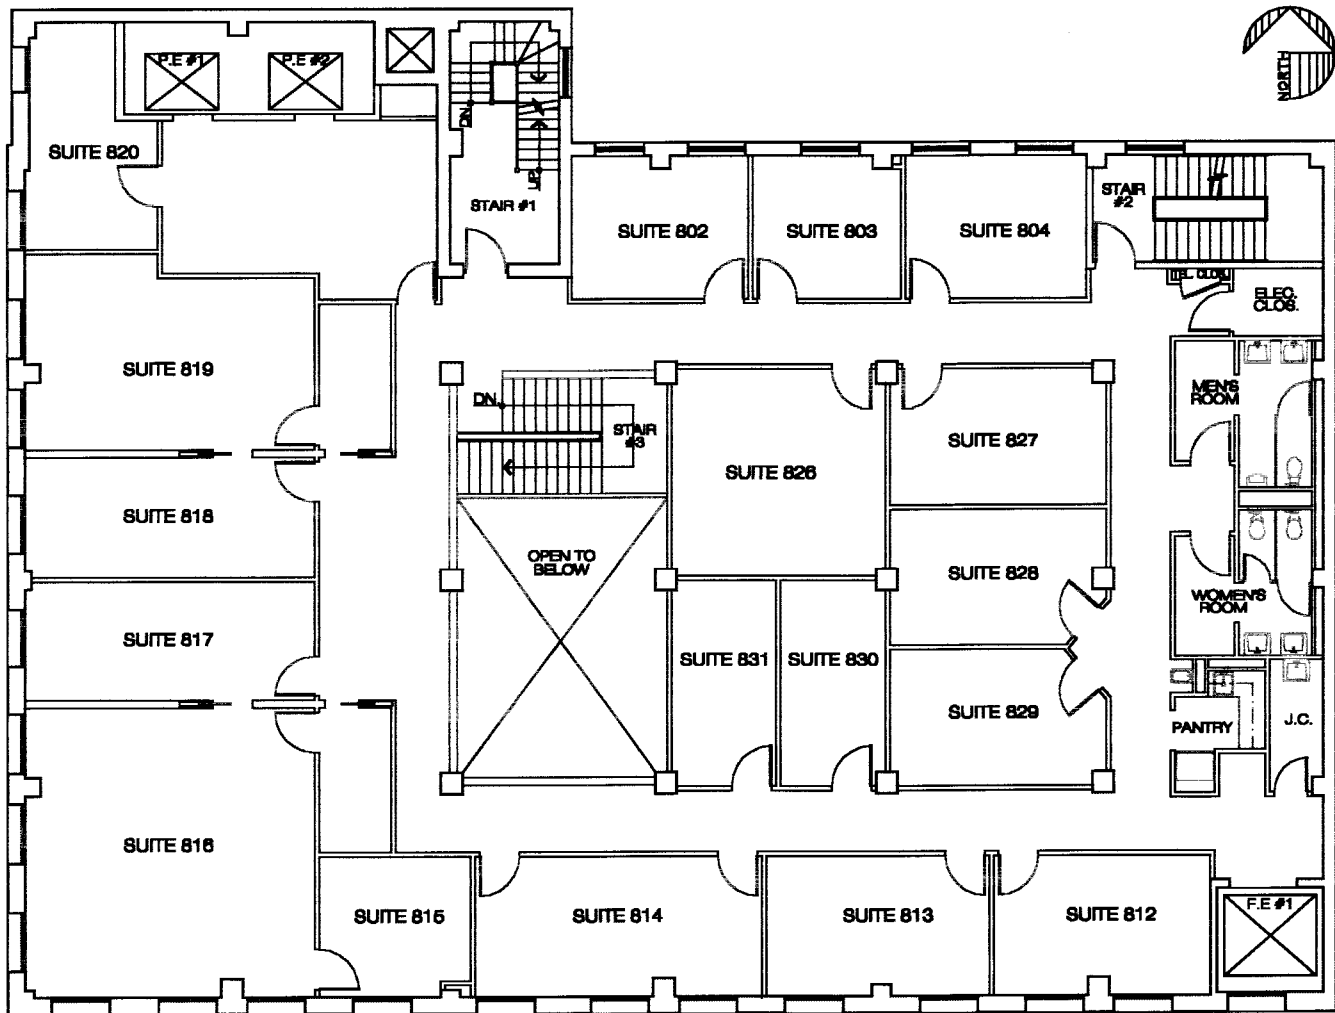 P.E #1
P.E #2
NORTH
DN
SUITE 820
UP
STAIR #1
STAIR
#2
SUITE 802
SUITE 803
SUITE 804
EL. CLOS.
ELEC.
CLOS.
SUITE 819
MEN'S
ROOM
DN.
STAIR
#3
SUITE 827
SUITE 826
SUITE 818
OPEN TO
BELOW
SUITE 828
WOMEN'S
ROOM
SUITE 817
SUITE 831
SUITE 830
SUITE 829
PANTRY
J.C.
SUITE 816
SUITE 815
SUITE 814
SUITE 813
SUITE 812
F.E #1